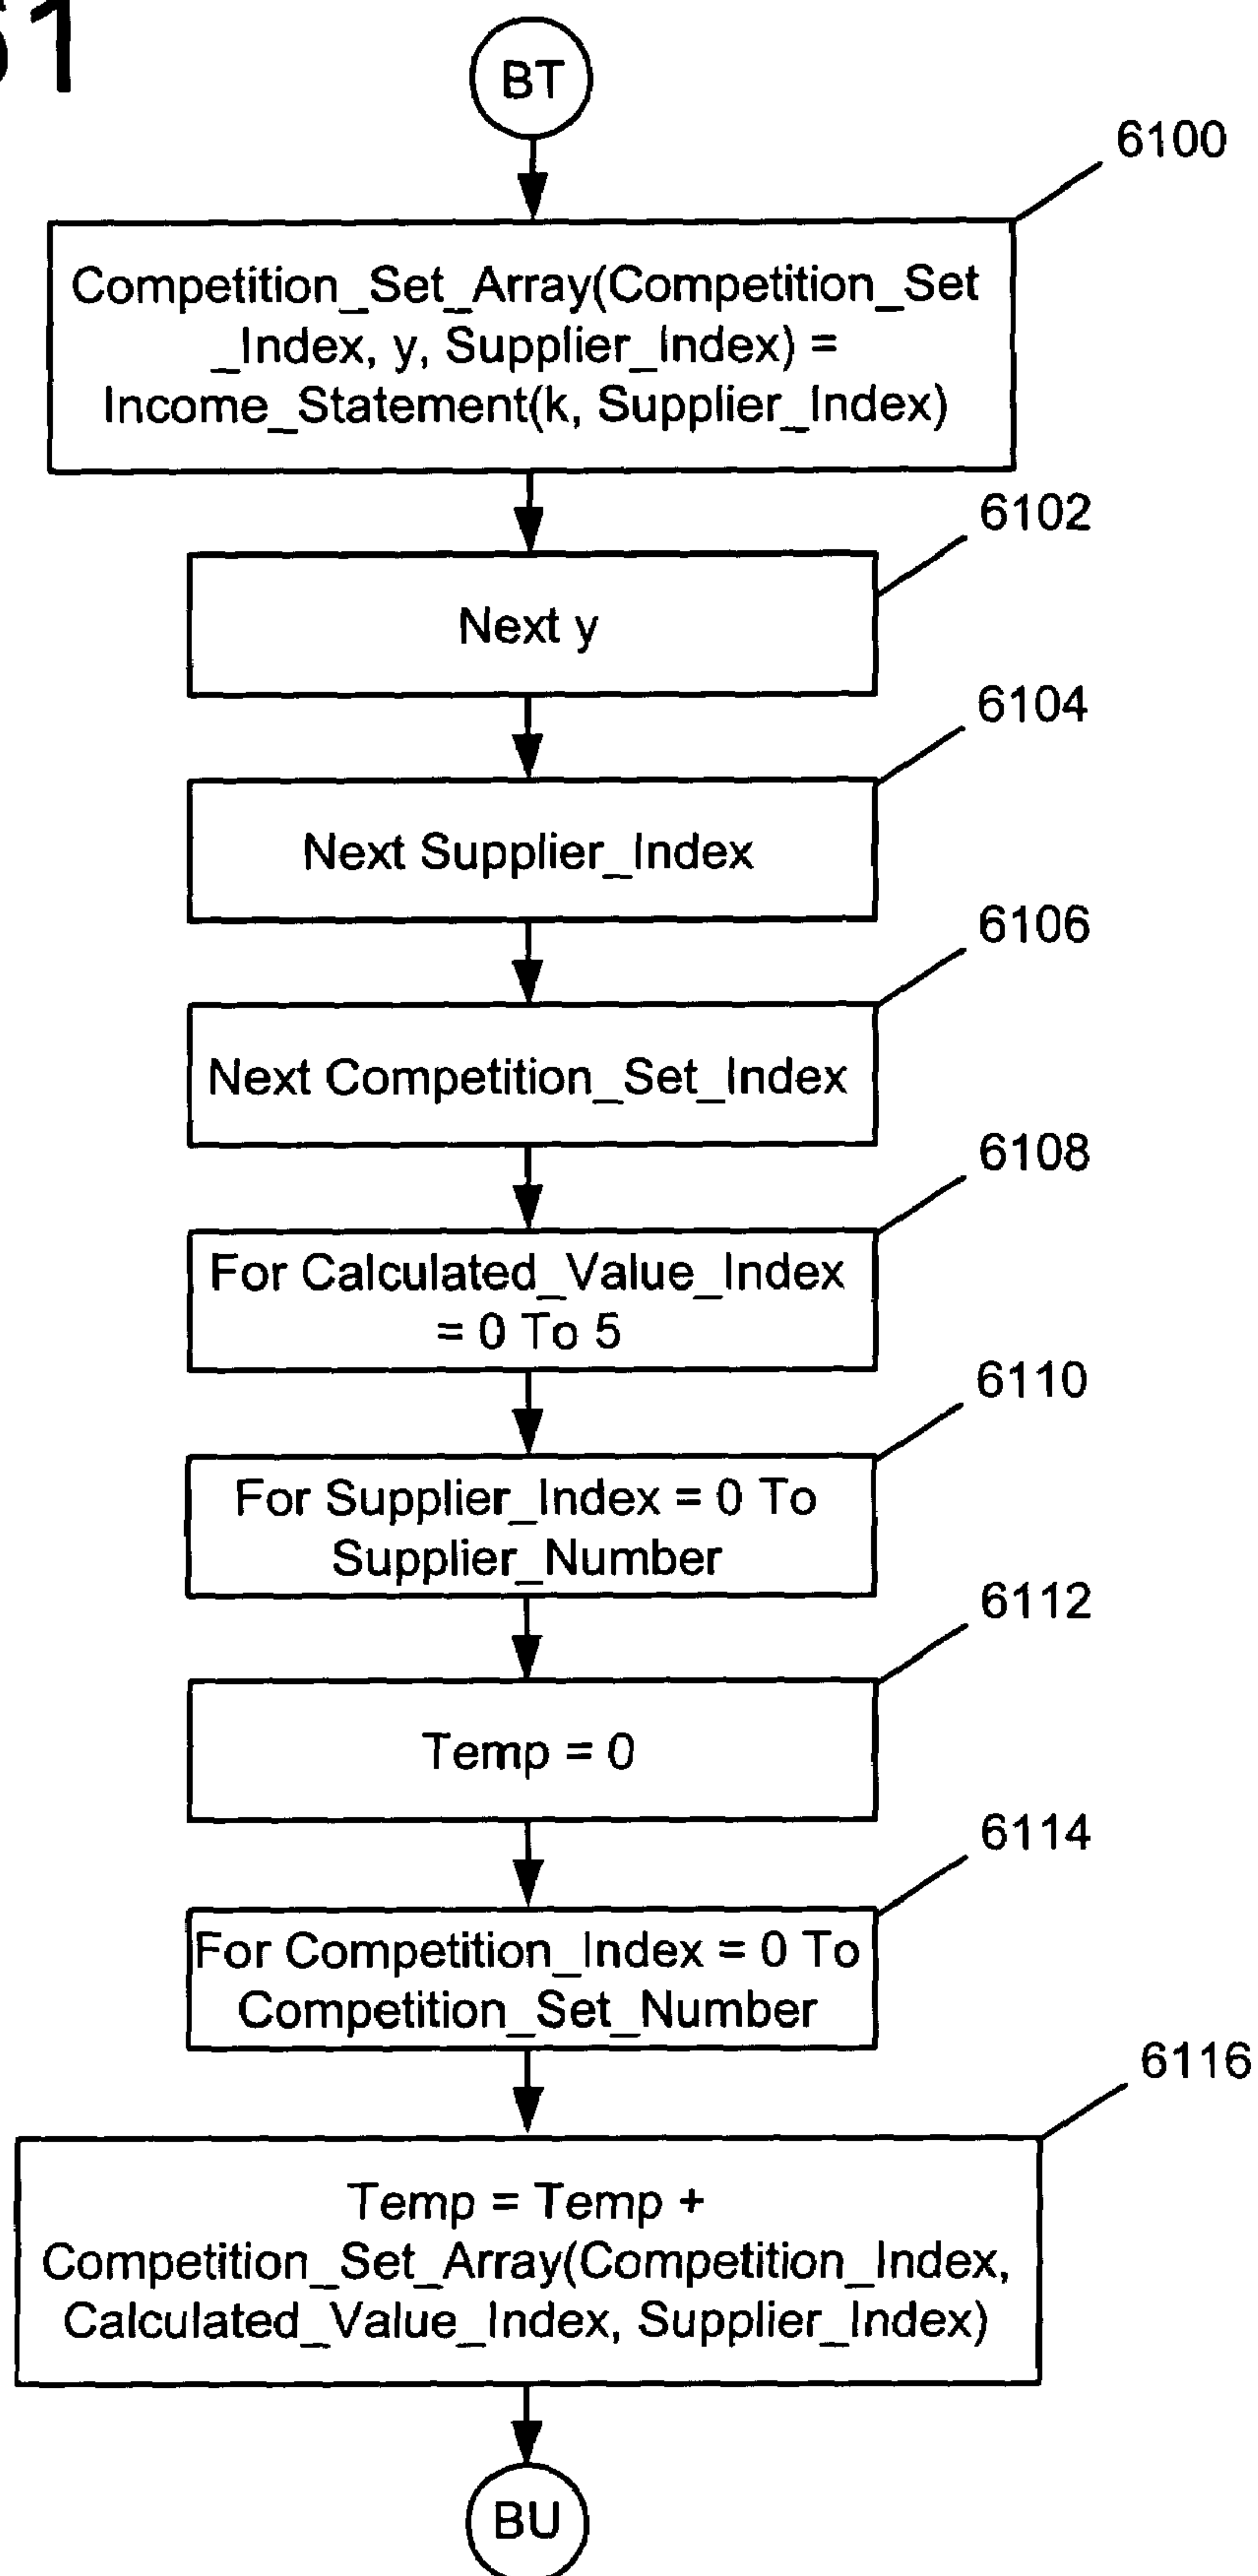 61
BT
6100
Competition_Set_Array(Competition_Set
_Index, y, Supplier_Index) =
Income_Statement(k, Supplier_Index)
6102
Next y
6104
Next Supplier_Index
6106
Next Competition_Set_Index
6108
For Calculated_Value_Index
= 0 To 5
6110
For Supplier_Index = 0 To
Supplier_Number
6112
Temp = 0
6114
For Competition_Index = 0 To
Competition_Set_Number
6116
Temp = Temp +
Competition_Set_Array(Competition_Index,
Calculated_Value_Index, Supplier_Index)
BU